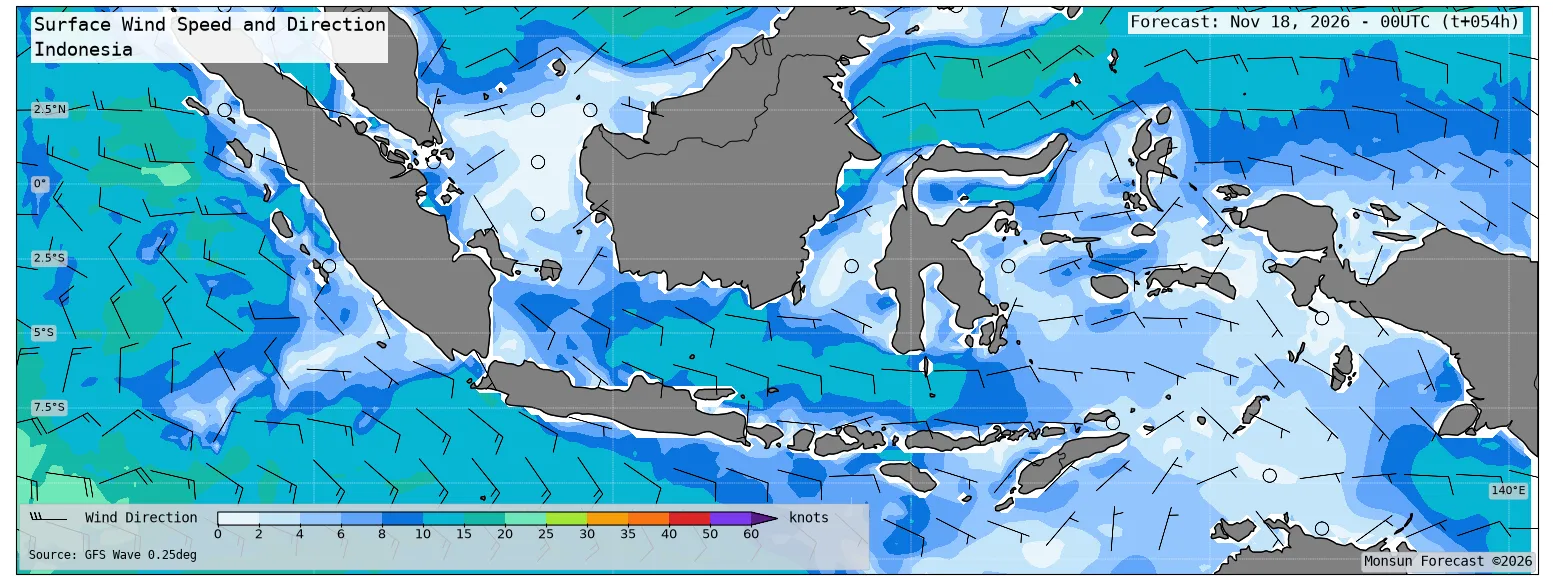 Surface Wind Speed and Direction
Indonesia
Forecast: Nov 18, 2026 - 00UTC (t+054h)
2.5°N
0°
2.5°S
5°S
7.5°S
140°E
Wind Direction
0 2 4 6 8 10 15 20 25 30 35 40 50 60
knots
Source: GFS Wave 0.25deg
Monsun Forecast ©2026